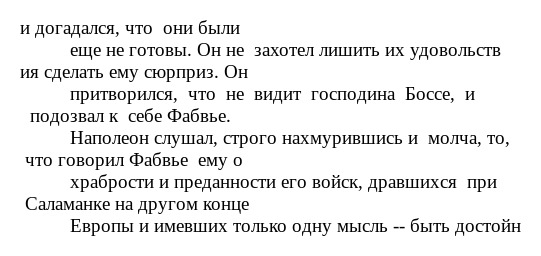 и догадался, что они были
еще не готовы. Он не захотел лишить их удовольств
ия сделать ему сюрприз. Он
притворился, что не видит господина Боссе, и
подозвал к себе Фабвье.
Наполеон слушал, строго нахмурившись и молча, то,
что говорил Фабвье ему о
храбрости и преданности его войск, дравшихся при
Саламанке на другом конце
Европы и имевших только одну мысль -- быть достойн